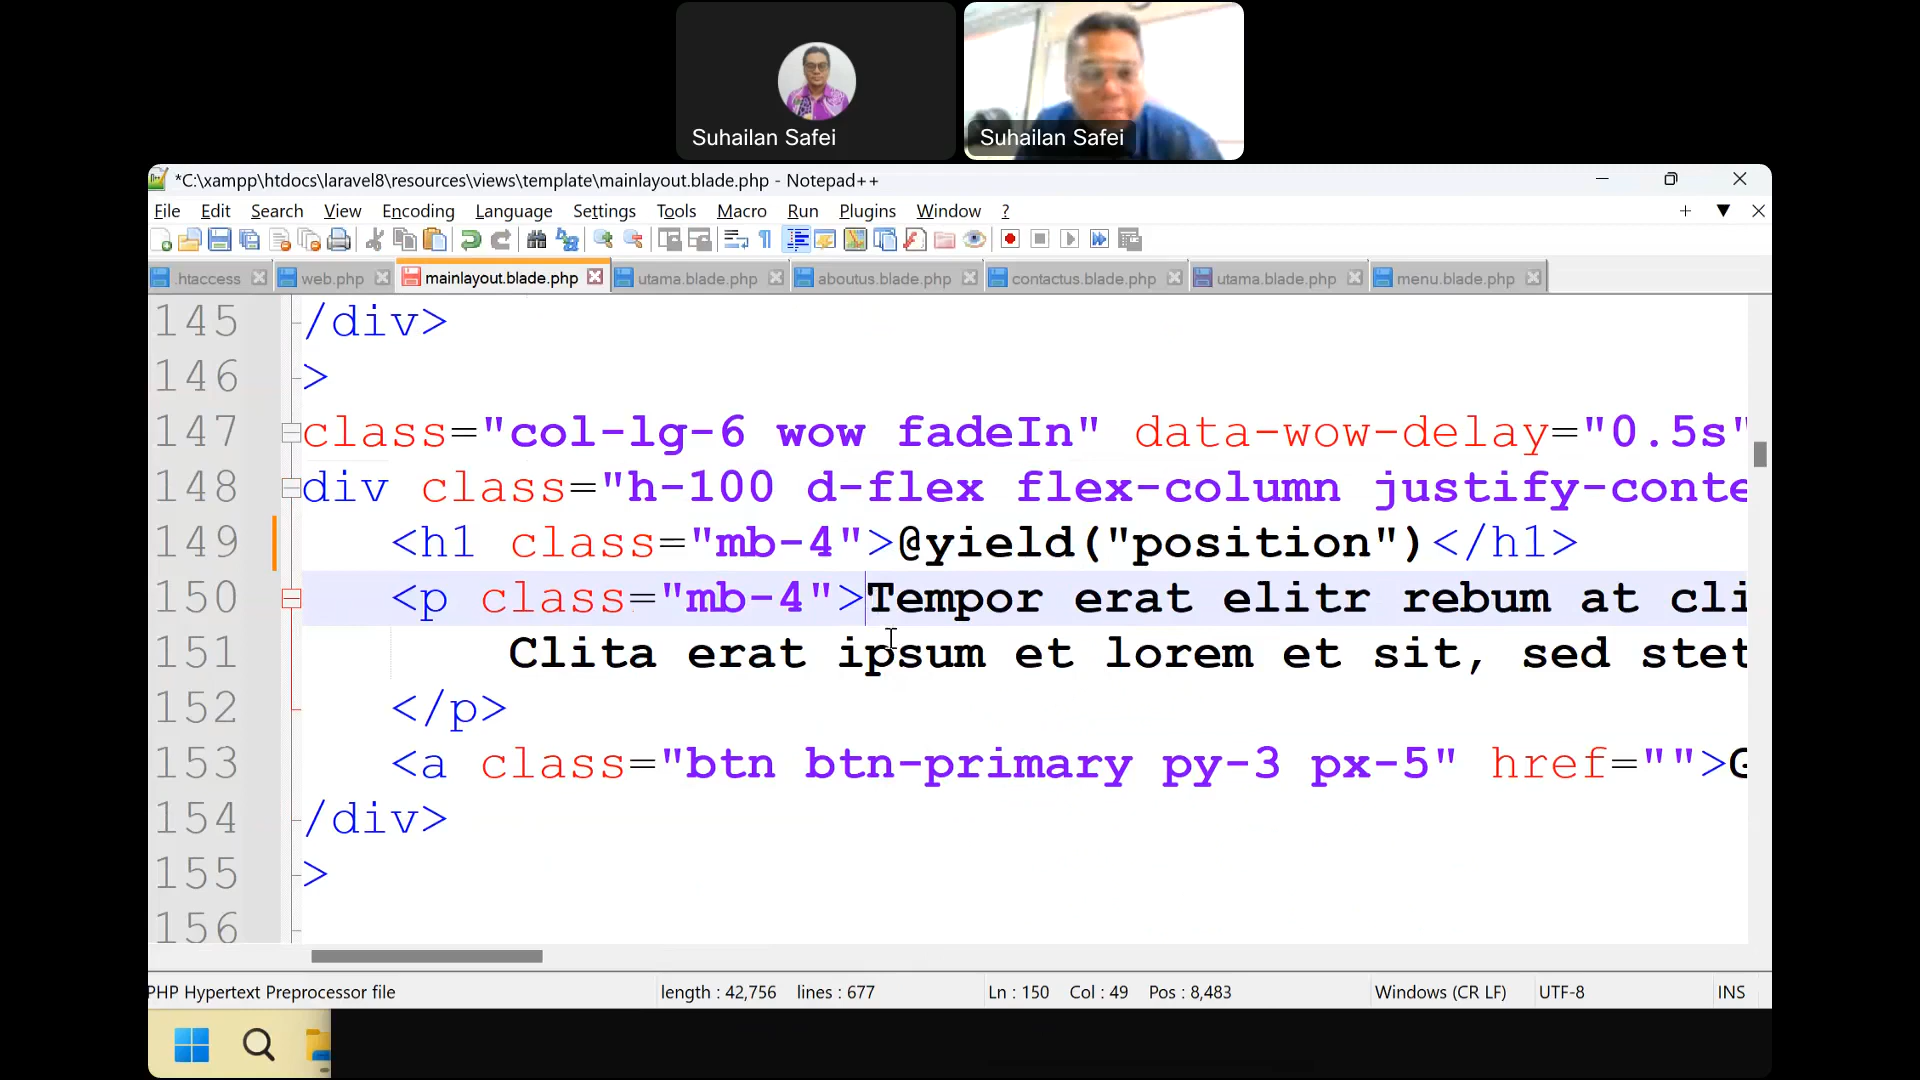 Suhailan Safei
Suhailan Safei
*C:\xampp\htdocs\laravel8\resources\views\template\mainlayout.blade.php - Notepad++
File Edit Search View Encoding Language Settings Tools Macro Run Plugins Window ?
.htaccess web.php mainlayout.blade.php utama.blade.php aboutus.blade.php contactus.blade.php utama.blade.php menu.blade.php
145 /div>
146 >
147 class="col-lg-6 wow fadeIn" data-wow-delay="0.5s"
148 div class="h-100 d-flex flex-column justify-conte
149 <h1 class="mb-4">@yield("position")</h1>
150 <p class="mb-4">Tempor erat elitr rebum at cli
151 Clita erat ipsum et lorem et sit, sed stet
152 </p>
153 <a class="btn btn-primary py-3 px-5" href="">G
154 /div>
155 >
156
PHP Hypertext Preprocessor file length : 42,756 lines : 677 Ln : 150 Col : 49 Pos : 8,483 Windows (CR LF) UTF-8 INS